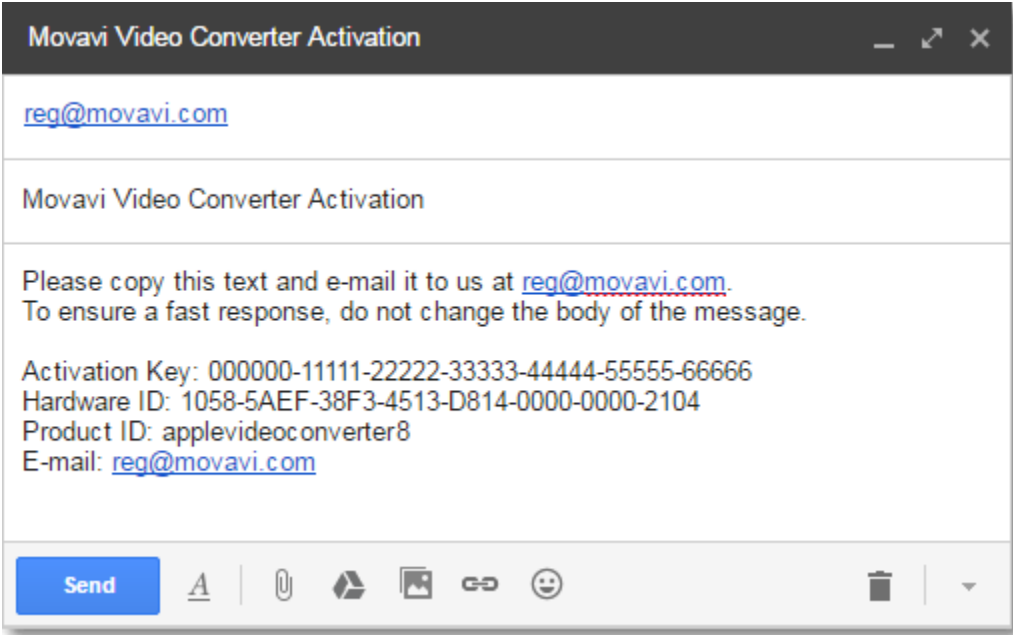 Movavi Video Converter Activation
reg@movavi.com
Movavi Video Converter Activation
Please copy this text and e-mail it to us at reg@movavi.com.
To ensure a fast response, do not change the body of the message.
Activation Key: 000000-11111-22222-33333-44444-55555-66666
Hardware ID: 1058-5AEF-38F3-4513-D814-0000-0000-2104
Product ID: applevideoconverter8
E-mail: reg@movavi.com
Send A